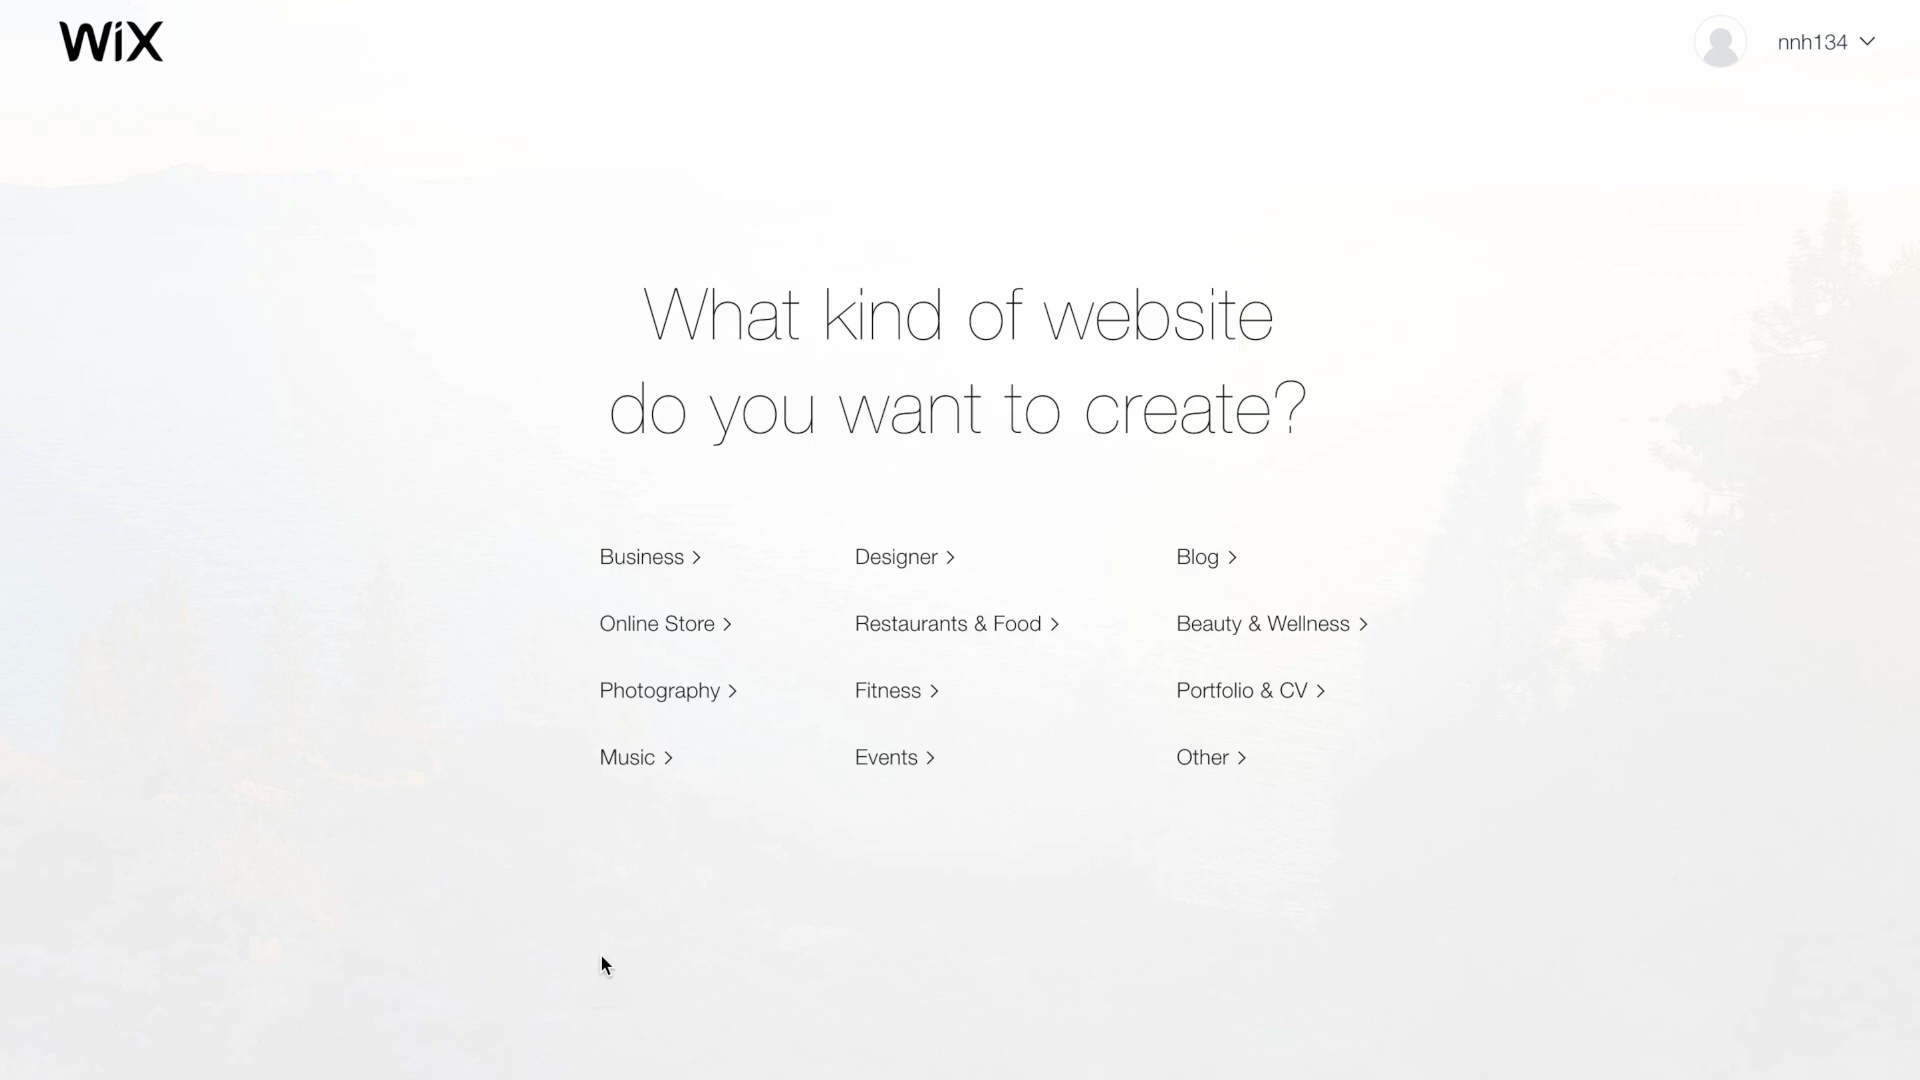 WiX
nnh134
What kind of website
do you want to create?
Business >
Designer >
Blog >
Online Store >
Restaurants & Food >
Beauty & Wellness >
Photography >
Fitness >
Portfolio & CV >
Music >
Events >
Other >